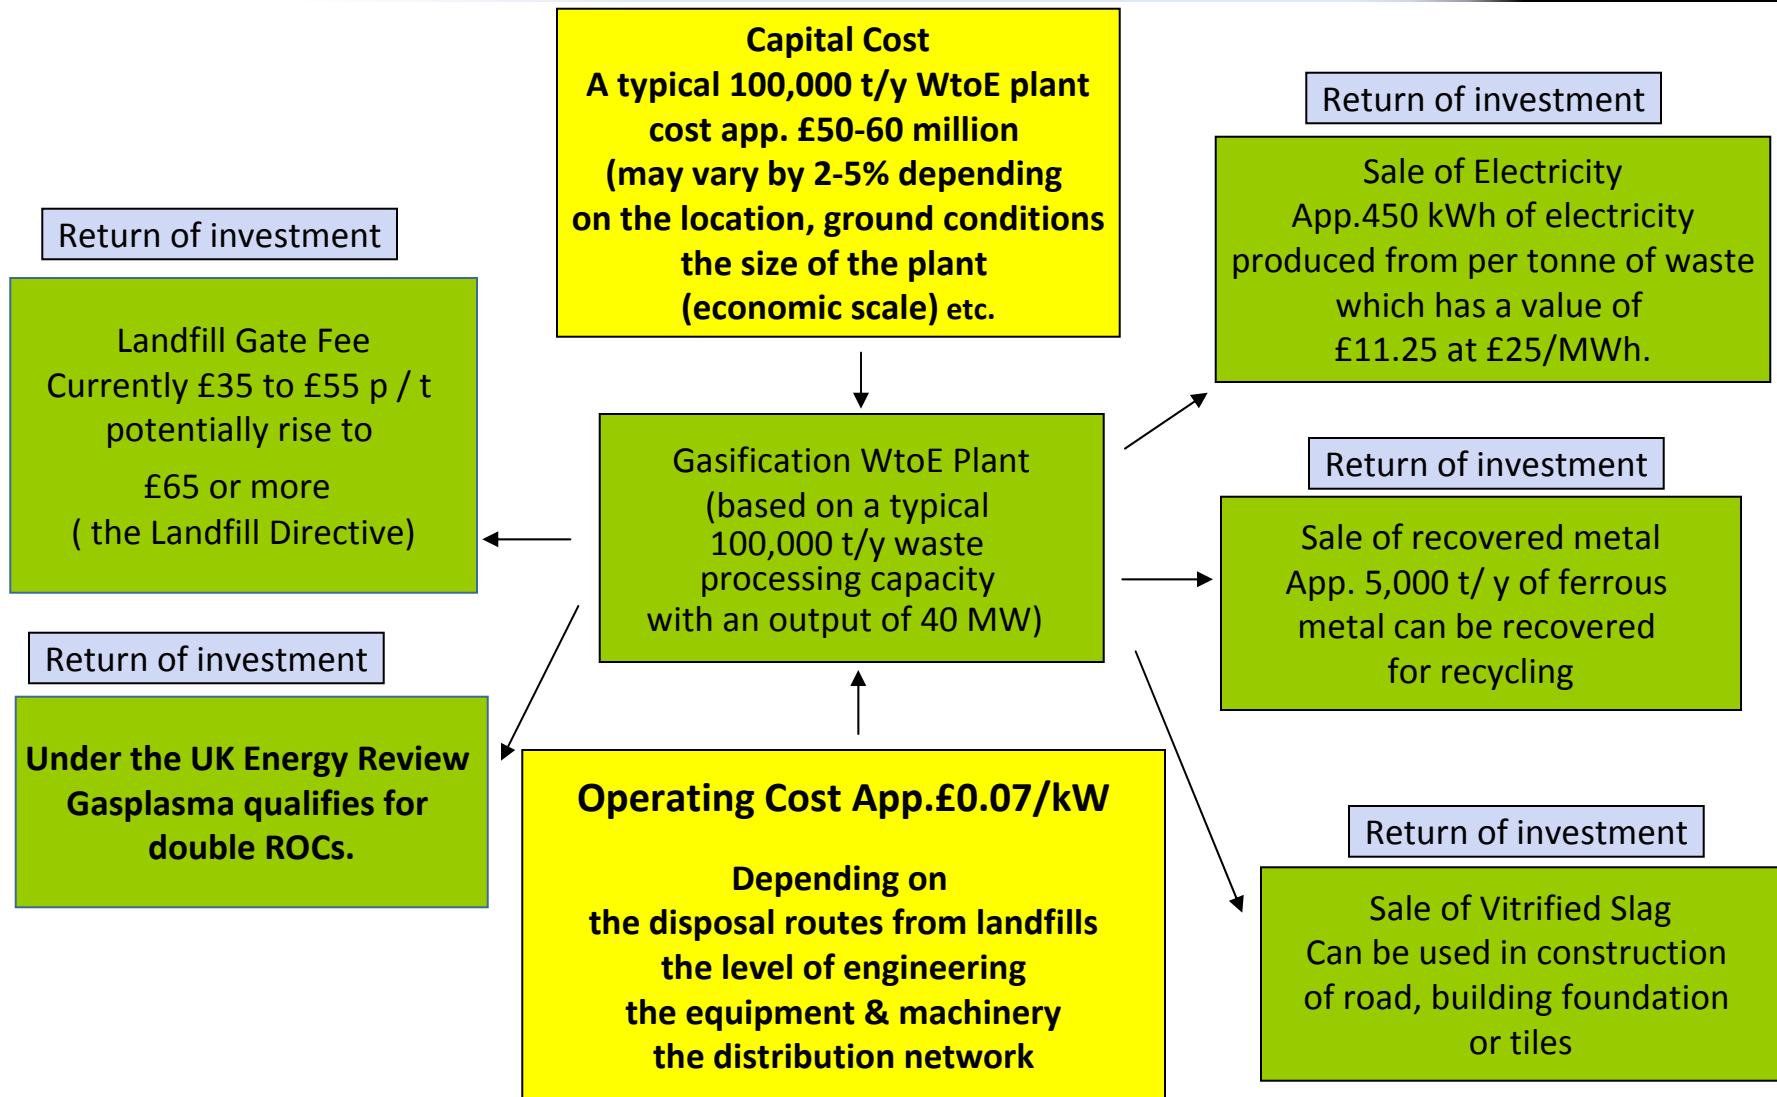 Capital Cost
A typical 100,000 t/y WtoE plant
cost app. £50-60 million
(may vary by 2-5% depending
on the location, ground conditions
the size of the plant
(economic scale) etc.
Return of investment
Sale of Electricity
App.450 kWh of electricity
produced from per tonne of waste
which has a value of
£11.25 at £25/MWh.
Return of investment
Landfill Gate Fee
Currently £35 to £55 p / t
potentially rise to
£65 or more
( the Landfill Directive)
Gasification WtoE Plant
(based on a typical
100,000 t/y waste
processing capacity
with an output of 40 MW)
Return of investment
Sale of recovered metal
App. 5,000 t/ y of ferrous
metal can be recovered
for recycling
Return of investment
Under the UK Energy Review
Gasplasma qualifies for
double ROCs.
Operating Cost App.£0.07/kW
Depending on
the disposal routes from landfills
the level of engineering
the equipment & machinery
the distribution network
Return of investment
Sale of Vitrified Slag
Can be used in construction
of road, building foundation
or tiles